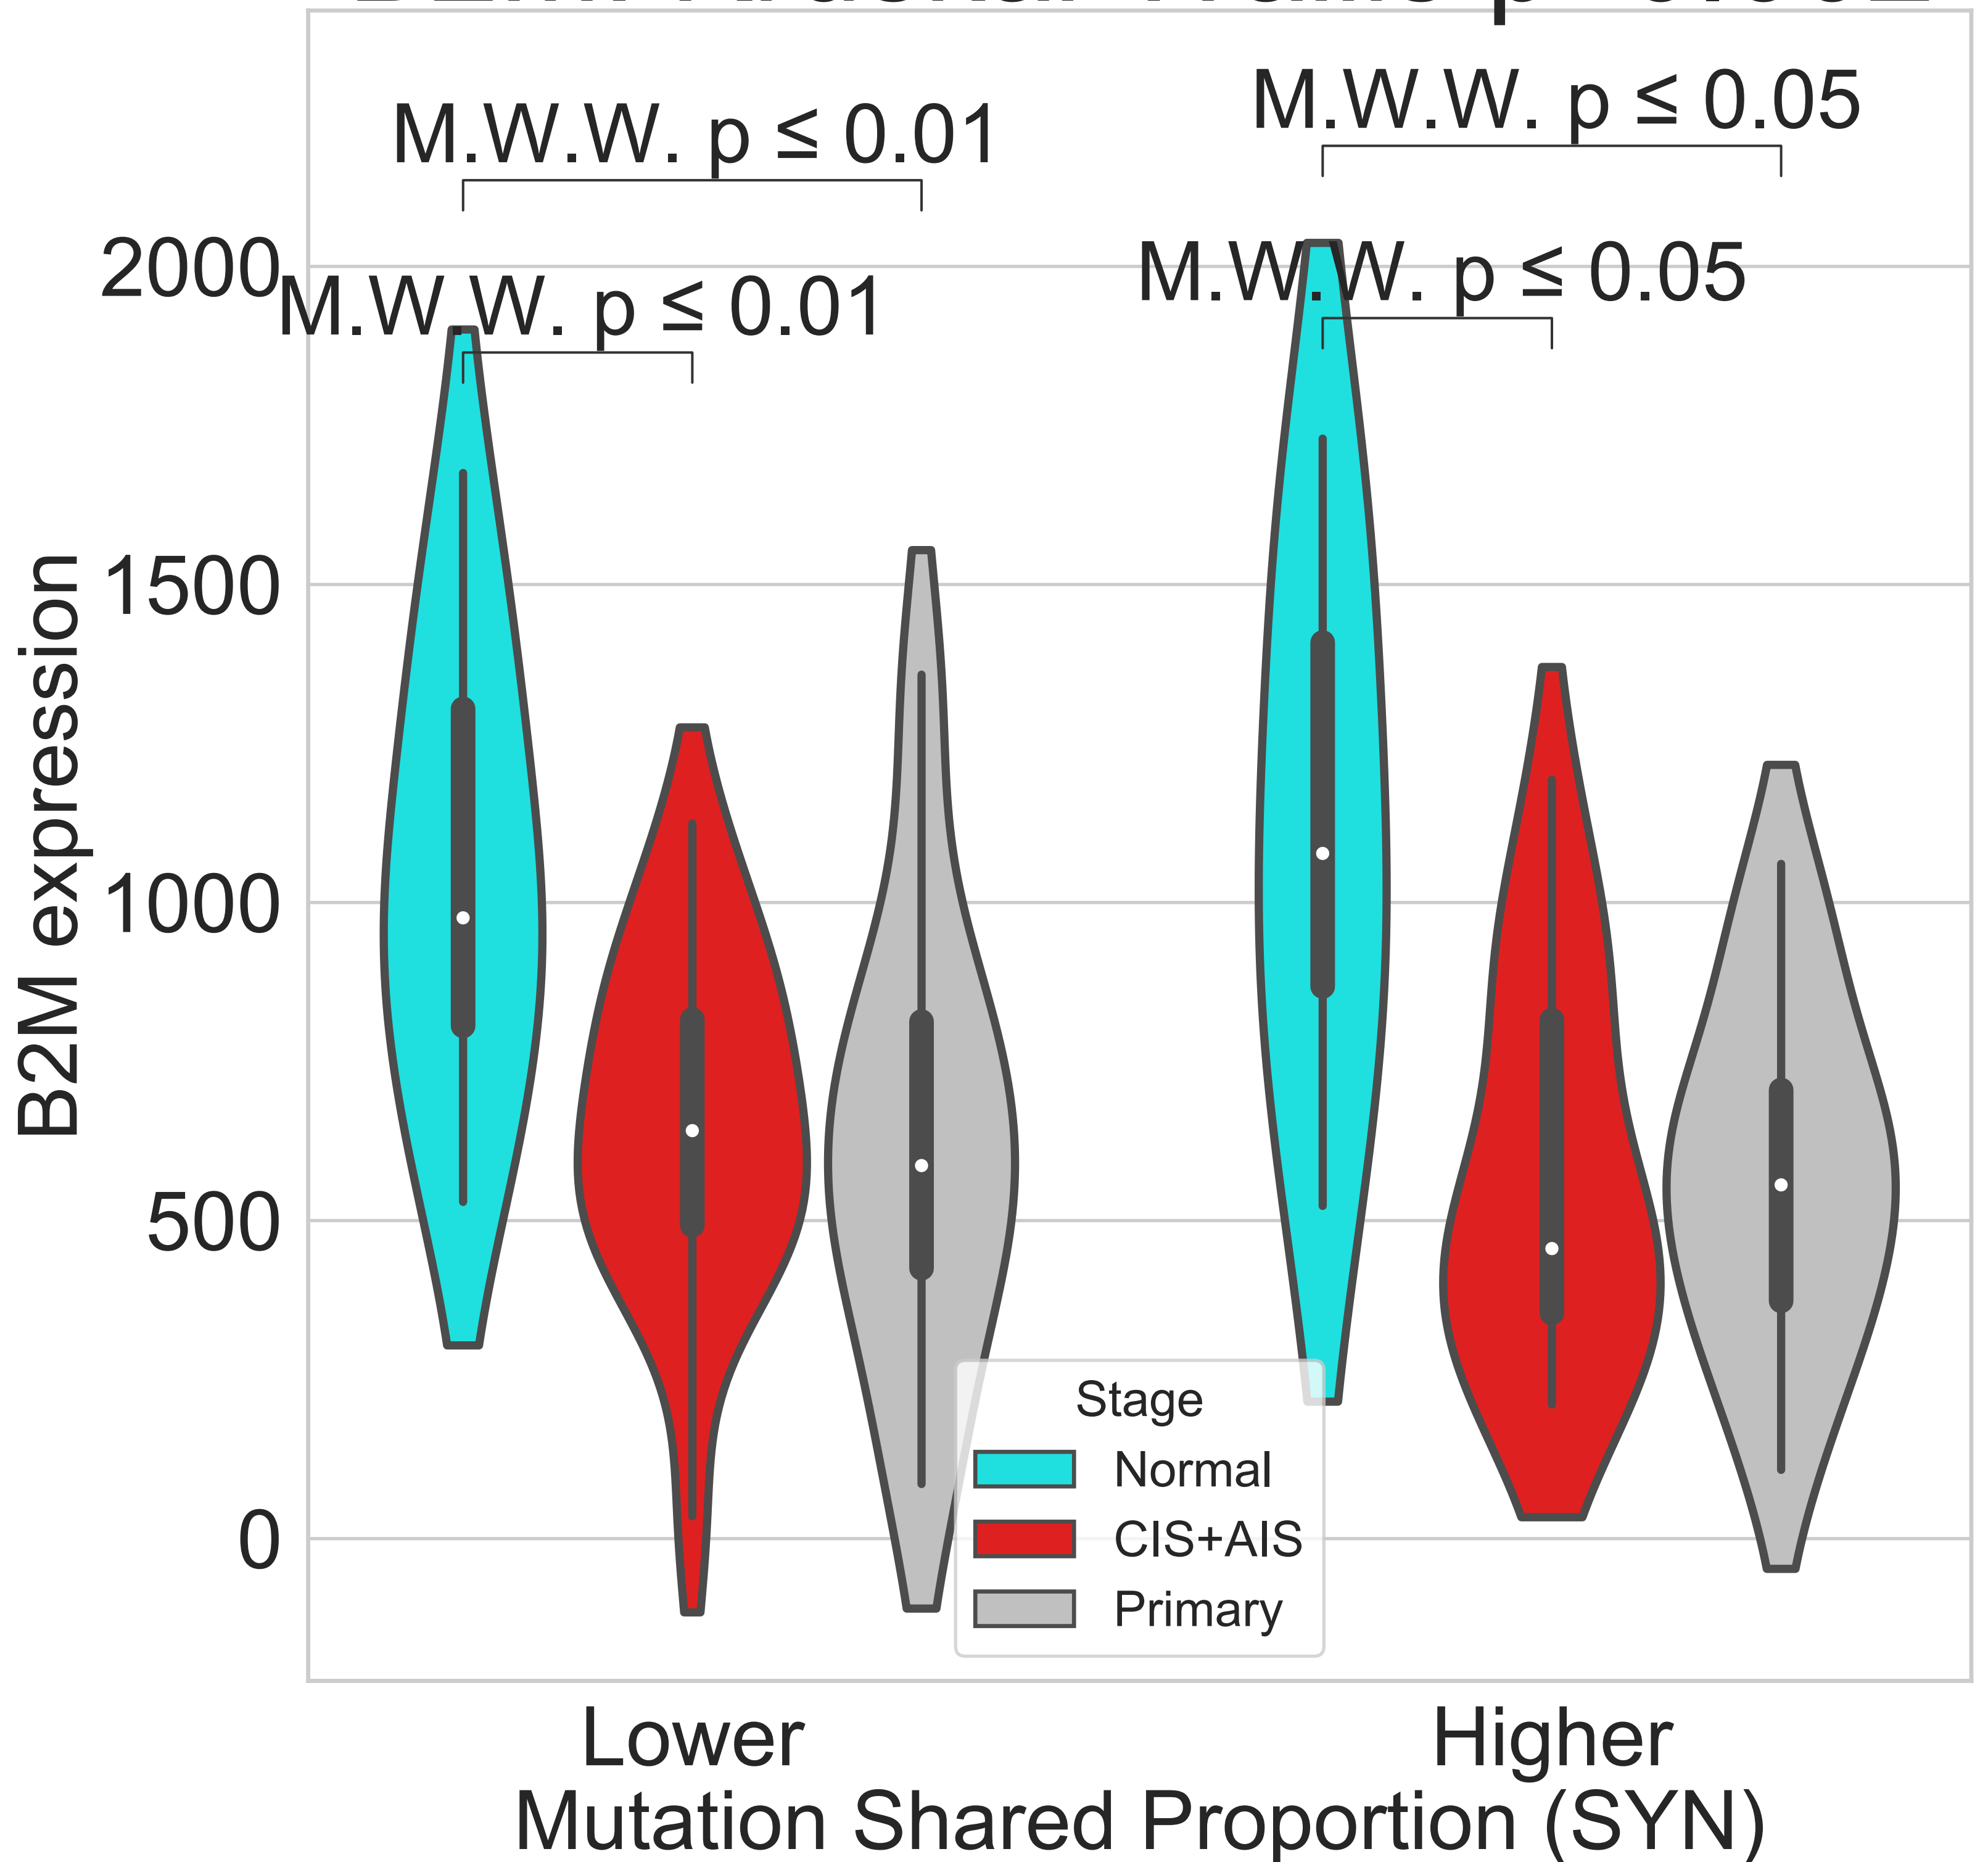 M.W.W. p ≤ 0.05
M.W.W. p ≤ 0.01
M.W.W. p ≤ 0.05
M.W.W. p ≤ 0.01
2000
1500
1000
500
0
B2M expression
Stage
Normal
CIS+AIS
Primary
Lower
Higher
Mutation Shared Proportion (SYN)